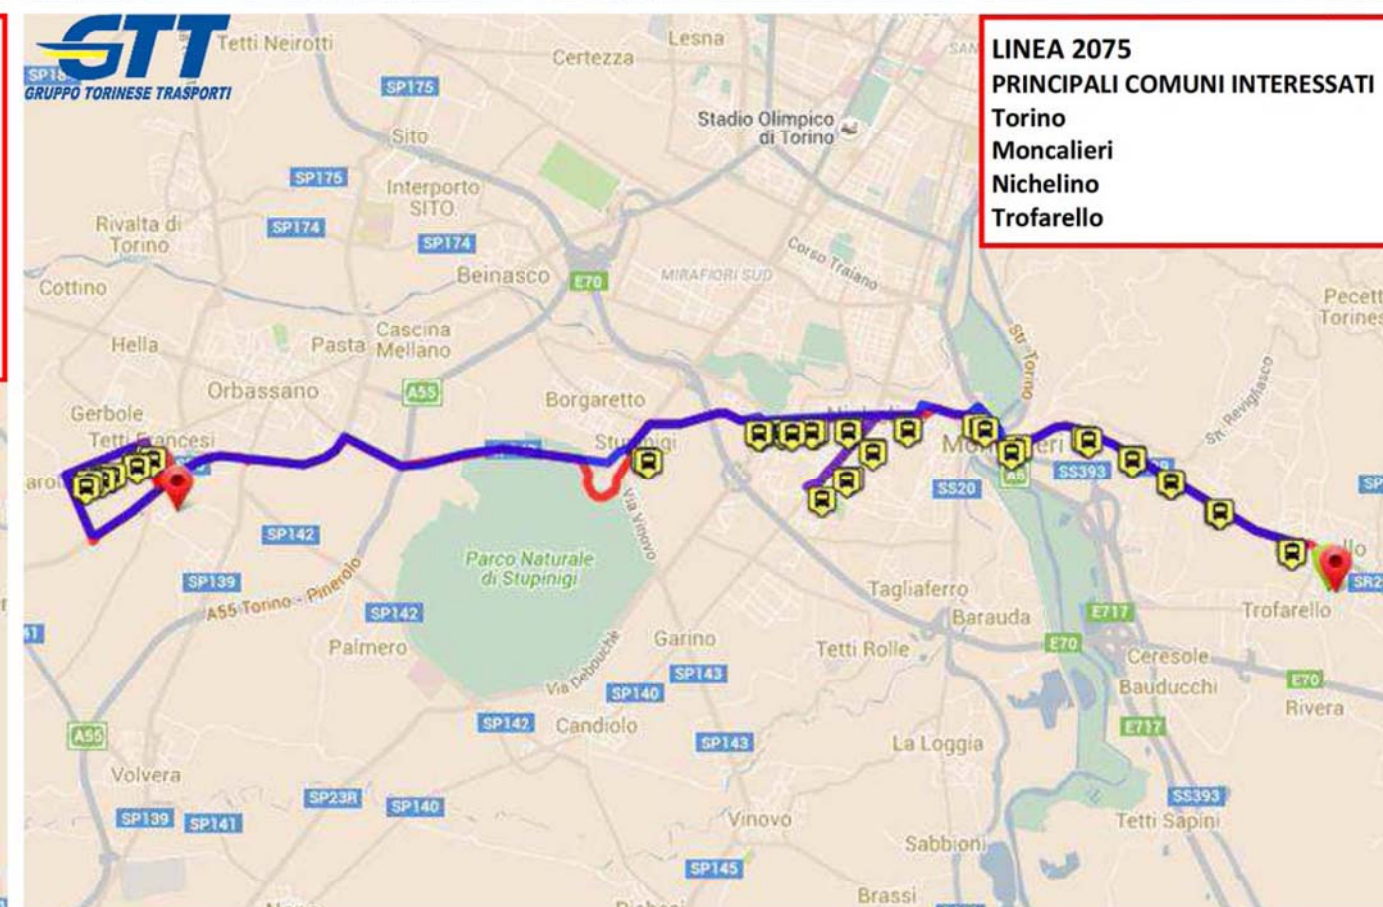 GTT
GRUPPO TORINESE TRASPORTI
LINEA 2075
PRINCIPALI COMUNI INTERESSATI
Torino
Moncalieri
Nichelino
Trofarello
Tetti Neirotti
Lesna
Certezza
SP175
Stadio Olimpico
di Torino
Sito
SP175
Interporto
SITO
SP174
Rivalta di
Torino
SP174
Corso Traiano
Beinasco
E70
MIRAFIORI SUD
Cottino
Cascina
Mellano
Hella
Pasta
Str. Torino
Orbassano
A55
Borgaretto
Str. Revigliasco
Gerbole
Tetti Francesi
Stupinigi
SS393
A6
SS20
Via Vinovo
SP142
Parco Naturale
di Stupinigi
SP139
A55 Torino - Pinerolo
SP142
Tagliaferro
Trofarello
Barauda
E717
Palmero
Garino
Tetti Rolle
E70
Ceresole
SP143
Via Debouchè
SP140
Bauducchi
E70
Rivera
SP142
Candiolo
A55
SP143
La Loggia
E717
Volvera
SP23R
SP140
SS393
SP139
SP141
Vinovo
Tetti Sapini
Sabbioni
SP145
Brassi